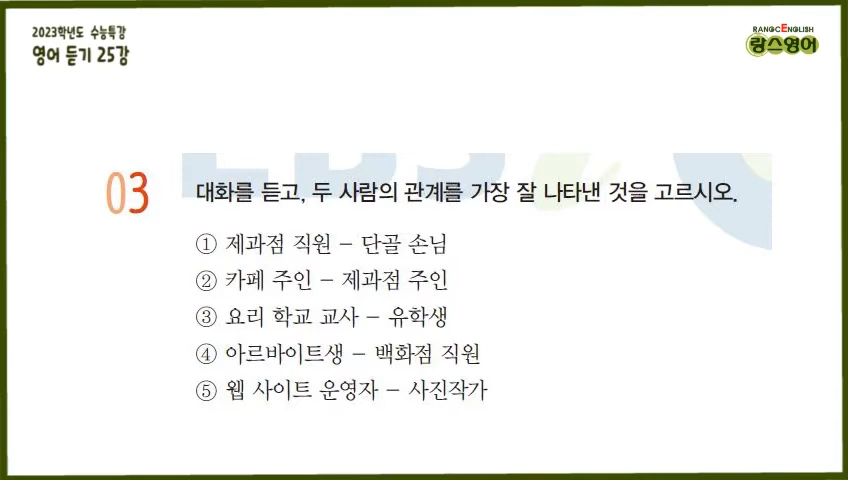 2023학년도 수능특강
영어 듣기 25강
RANGCENGLISH
랑스영어
03
대화를 듣고, 두 사람의 관계를 가장 잘 나타낸 것을 고르시오.
① 제과점 직원 – 단골 손님
② 카페 주인 – 제과점 주인
③ 요리 학교 교사 – 유학생
④ 아르바이트생 – 백화점 직원
⑤ 웹 사이트 운영자 – 사진작가